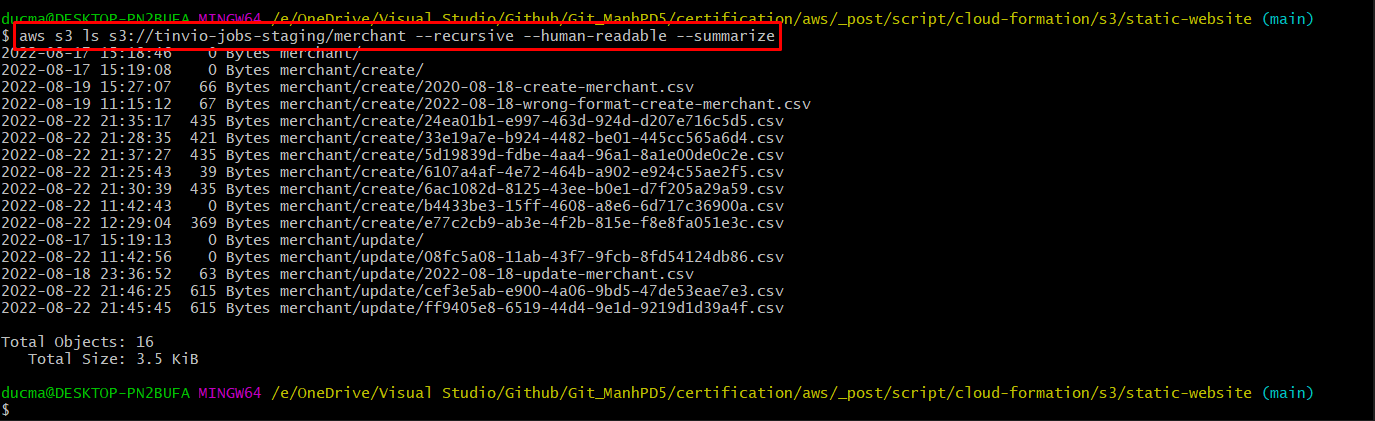 ducma@DESKTOP-PN2BUFA MINGW64 /e/OneDrive/Visual Studio/Github/Git_ManhPD5/certification/aws/_post/script/cloud-formation/s3/static-website (main)
$ aws s3 ls s3://tinvio-jobs-staging/merchant --recursive --human-readable --summarize
2022-08-17 15:18:46    0 Bytes merchant/
2022-08-17 15:19:08    0 Bytes merchant/create/
2022-08-19 15:27:07   66 Bytes merchant/create/2020-08-18-create-merchant.csv
2022-08-19 11:15:12   67 Bytes merchant/create/2022-08-18-wrong-format-create-merchant.csv
2022-08-22 21:35:17  435 Bytes merchant/create/24ea01b1-e997-463d-924d-d207e716c5d5.csv
2022-08-22 21:28:35  421 Bytes merchant/create/33e19a7e-b924-4482-be01-445cc565a6d4.csv
2022-08-22 21:37:27  435 Bytes merchant/create/5d19839d-fdbe-4aa4-96a1-8a1e00de0c2e.csv
2022-08-22 21:25:43   39 Bytes merchant/create/6107a4af-4e72-464b-a902-e924c55ae2f5.csv
2022-08-22 21:30:39  435 Bytes merchant/create/6ac1082d-8125-43ee-b0e1-d7f205a29a59.csv
2022-08-22 11:42:43    0 Bytes merchant/create/b4433be3-15ff-4608-a8e6-6d717c36900a.csv
2022-08-22 12:29:04  369 Bytes merchant/create/e77c2cb9-ab3e-4f2b-815e-f8e8fa051e3c.csv
2022-08-17 15:19:13    0 Bytes merchant/update/
2022-08-22 11:42:56    0 Bytes merchant/update/08fc5a08-11ab-43f7-9fcb-8fd54124db86.csv
2022-08-18 23:36:52   63 Bytes merchant/update/2022-08-18-update-merchant.csv
2022-08-22 21:46:25  615 Bytes merchant/update/cef3e5ab-e900-4a06-9bd5-47de53eae7e3.csv
2022-08-22 21:45:45  615 Bytes merchant/update/ff9405e8-6519-44d4-9e1d-9219d1d39a4f.csv
Total Objects: 16
Total Size: 3.5 KiB
ducma@DESKTOP-PN2BUFA MINGW64 /e/OneDrive/Visual Studio/Github/Git_ManhPD5/certification/aws/_post/script/cloud-formation/s3/static-website (main)
$